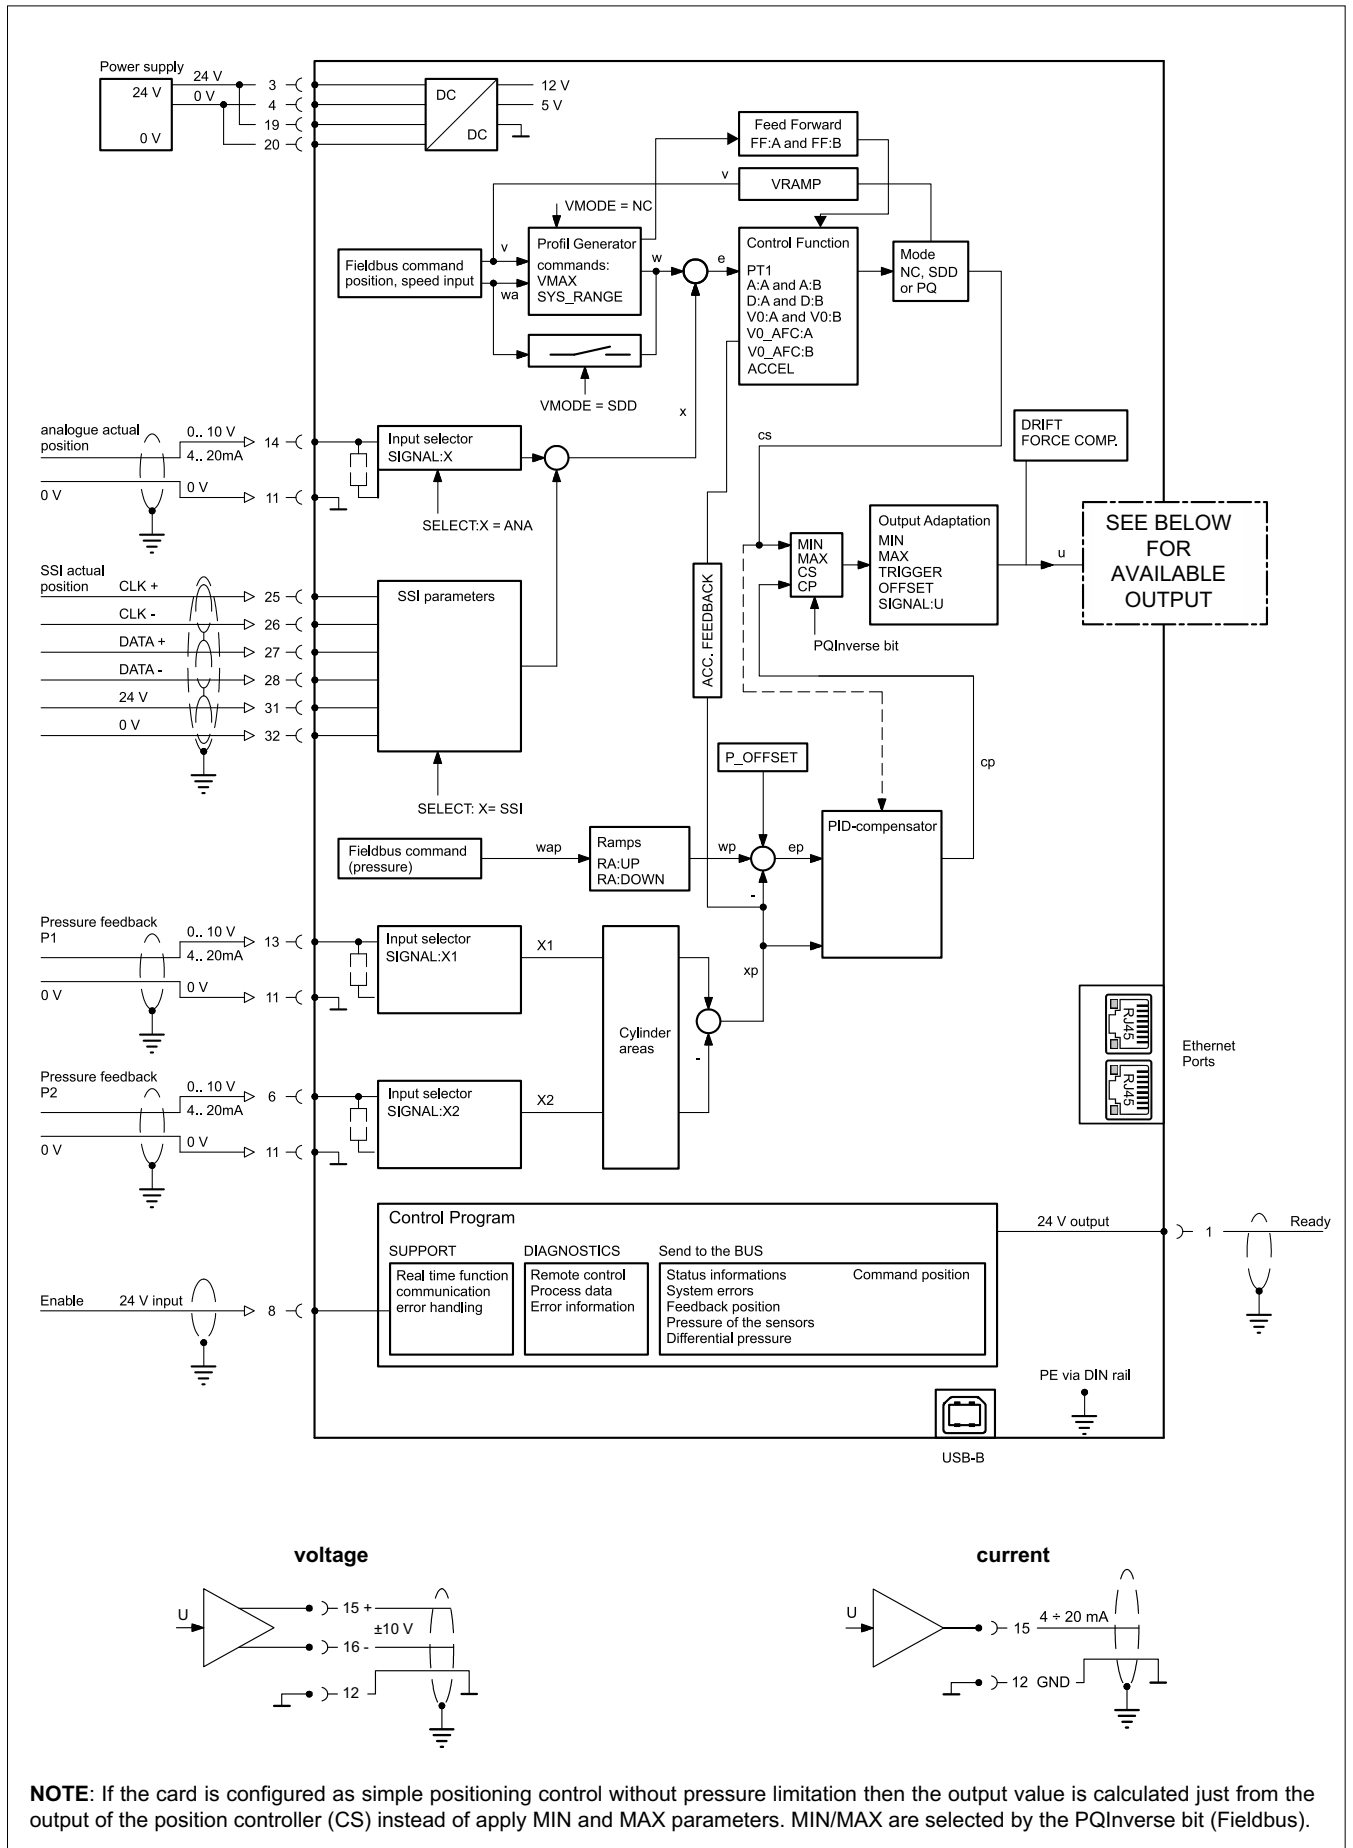 Power supply
24 V
0 V
24 V
0 V
3
4
19
20
DC
DC
12 V
5 V
Feed Forward
FF:A and FF:B
v
VRAMP
VMODE = NC
Fieldbus command
position, speed input
v
wa
Profil Generator
commands:
VMAX
SYS_RANGE
w
e
Control Function
PT1
A:A and A:B
D:A and D:B
V0:A and V0:B
V0_AFC:A
V0_AFC:B
ACCEL
Mode
NC, SDD
or PQ
VMODE = SDD
x
analogue actual
position
0.. 10 V
4.. 20mA
14
0 V
0 V
11
Input selector
SIGNAL:X
SELECT:X = ANA
cs
DRIFT
FORCE COMP.
MIN
MAX
CS
CP
PQInverse bit
Output Adaptation
MIN
MAX
TRIGGER
OFFSET
SIGNAL:U
u
SEE BELOW
FOR
AVAILABLE
OUTPUT
SSI actual
position
CLK +
25
CLK -
26
DATA +
27
DATA -
28
24 V
31
0 V
32
SSI parameters
SELECT: X= SSI
ACC. FEEDBACK
P_OFFSET
cp
PID-compensator
Fieldbus command
(pressure)
wap
Ramps
RA:UP
RA:DOWN
wp
ep
-
xp
Pressure feedback
P1
0.. 10 V
4.. 20mA
13
0 V
0 V
11
Input selector
SIGNAL:X1
X1
Cylinder
areas
-
Pressure feedback
P2
0.. 10 V
4.. 20mA
6
0 V
0 V
11
Input selector
SIGNAL:X2
X2
RJ45
RJ45
Ethernet
Ports
Control Program
SUPPORT
Real time function
communication
error handling
DIAGNOSTICS
Remote control
Process data
Error information
Send to the BUS
Status informations
System errors
Feedback position
Pressure of the sensors
Differential pressure
Command position
24 V output
1
Ready
Enable
24 V input
8
PE via DIN rail
USB-B
voltage
U
15 +
±10 V
16 -
12
current
U
15
4 ÷ 20 mA
12 GND
NOTE: If the card is configured as simple positioning control without pressure limitation then the output value is calculated just from the
output of the position controller (CS) instead of apply MIN and MAX parameters. MIN/MAX are selected by the PQInverse bit (Fieldbus).